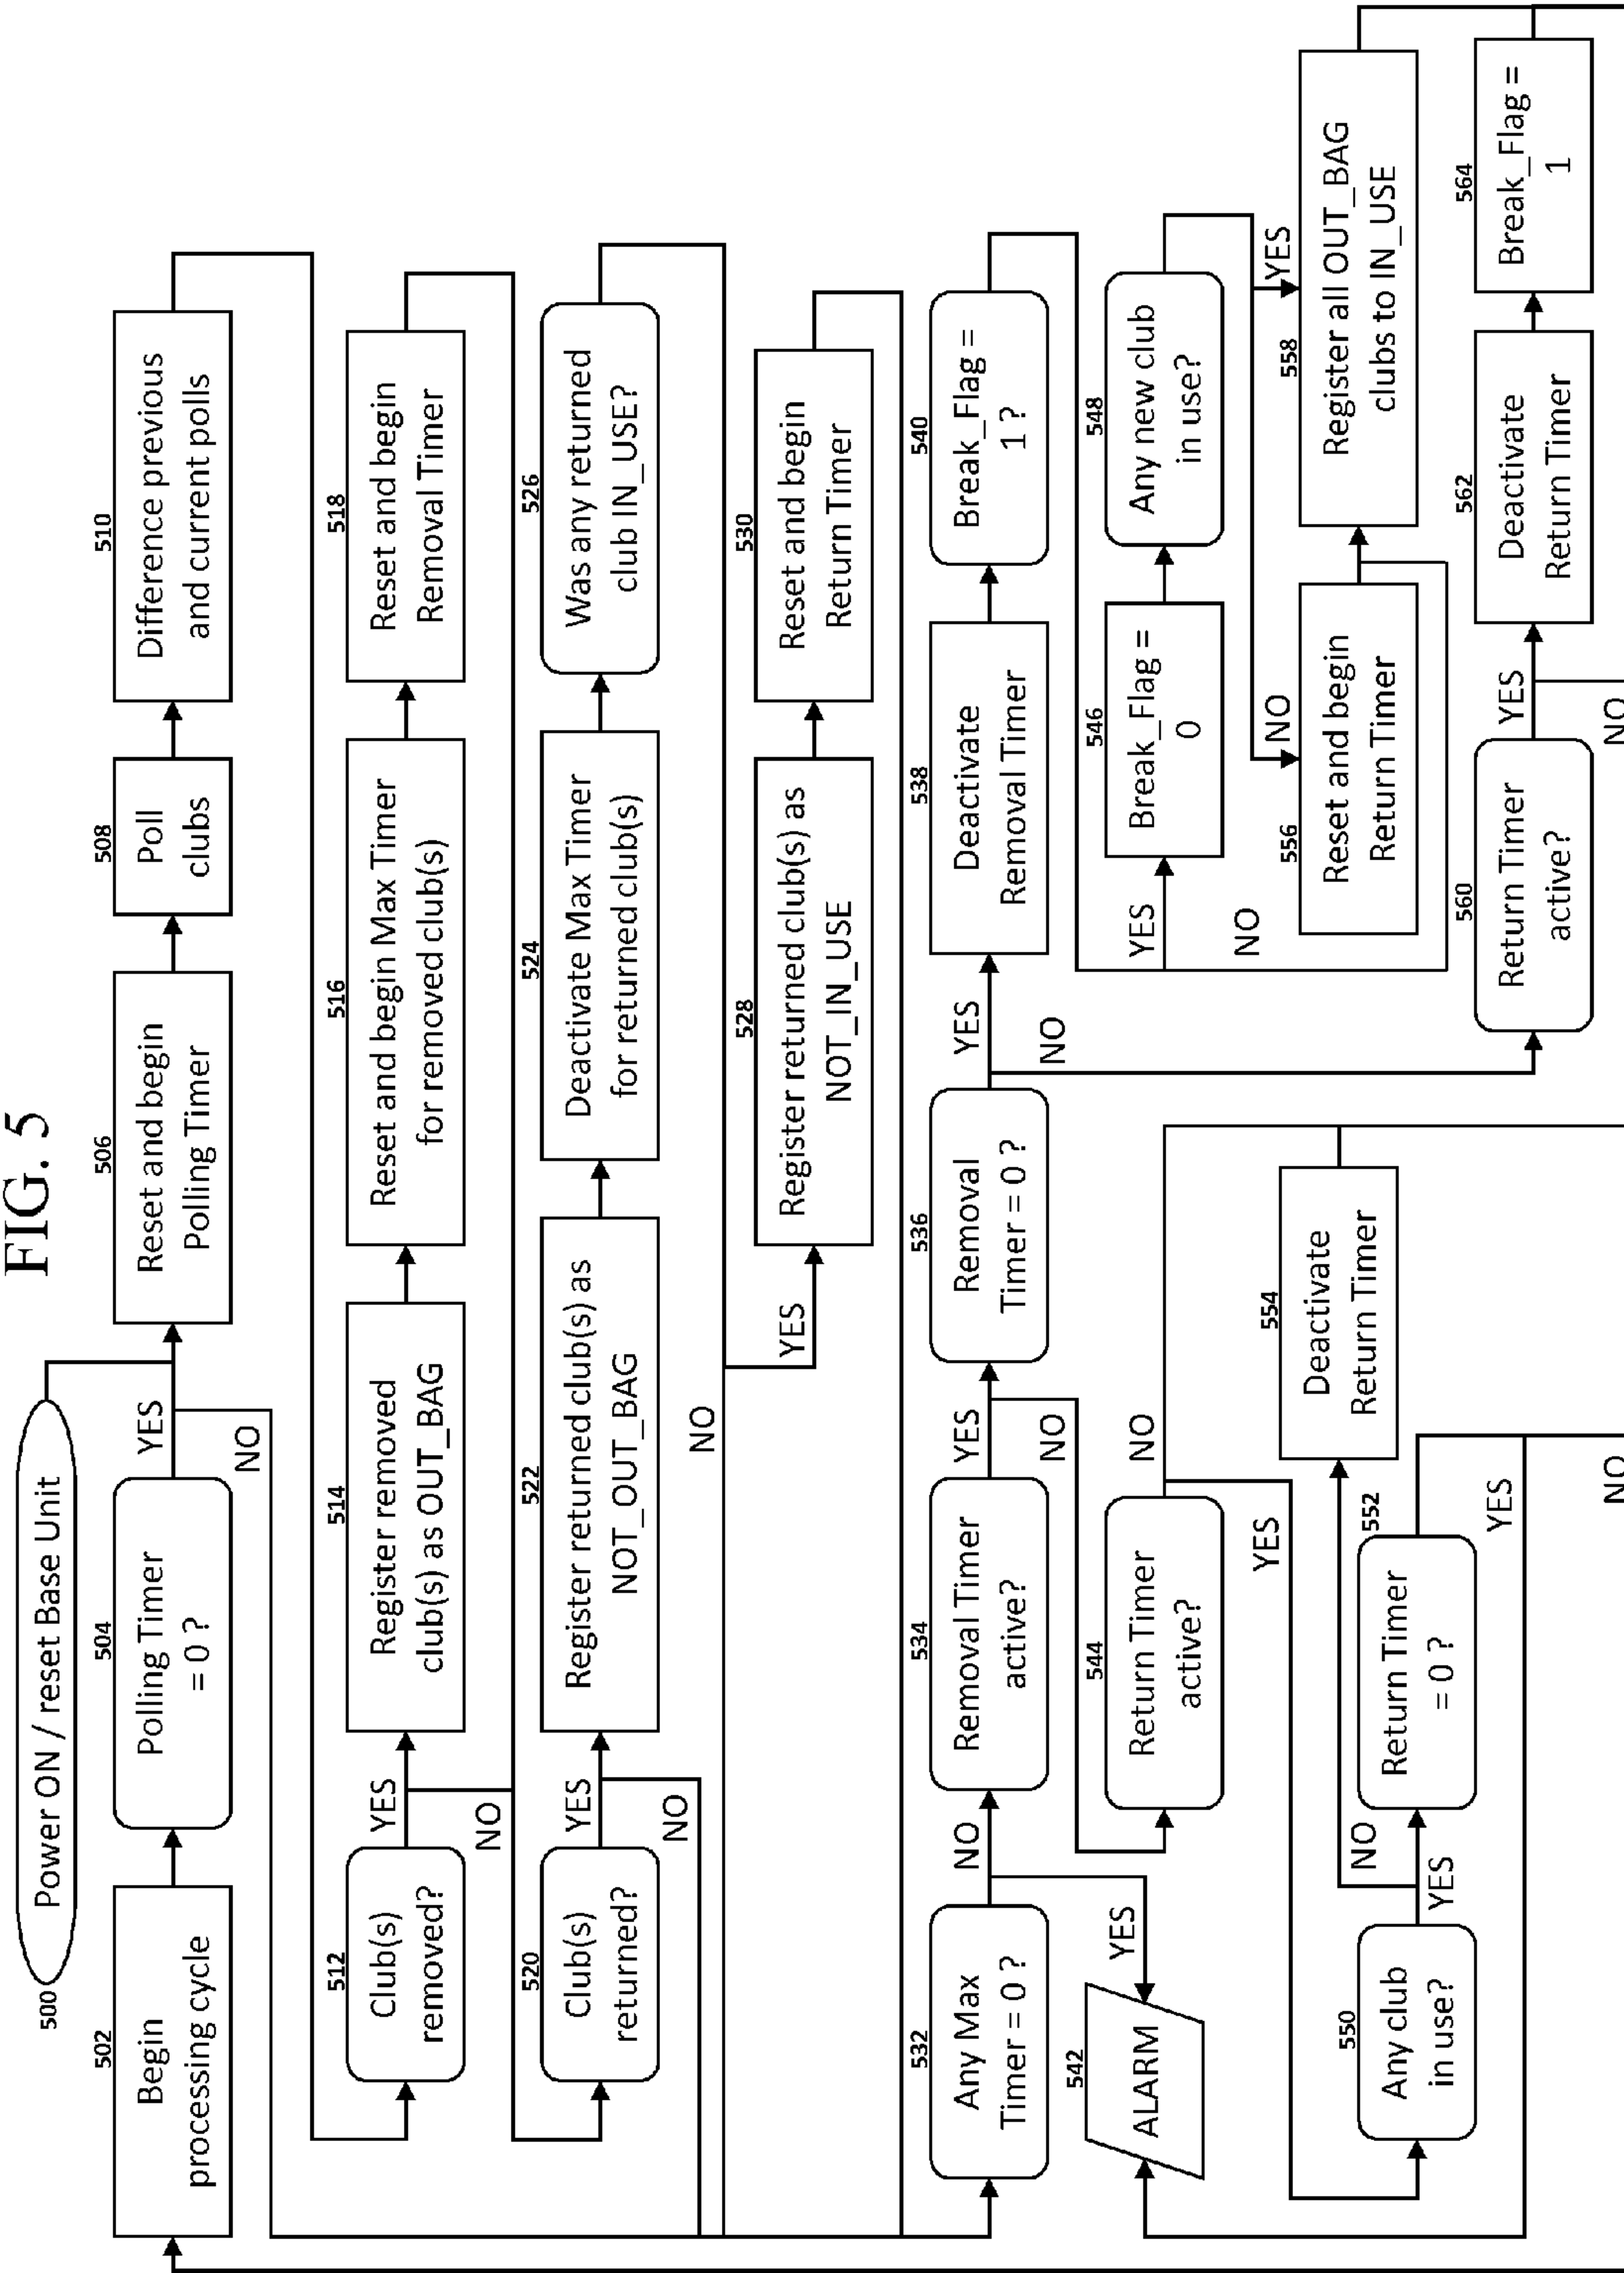 FIG. 5
500
Power ON / reset Base Unit
502
Begin
processing cycle
504
Polling Timer
= 0 ?
YES
NO
506
Reset and begin
Polling Timer
508
Poll
clubs
510
Difference previous
and current polls
512
Club(s)
removed?
YES
NO
514
Register removed
club(s) as OUT_BAG
516
Reset and begin Max Timer
for removed club(s)
518
Reset and begin
Removal Timer
520
Club(s)
returned?
YES
NO
522
Register returned club(s) as
NOT_OUT_BAG
524
Deactivate Max Timer
for returned club(s)
526
Was any returned
club IN_USE?
NO
YES
528
Register returned club(s) as
NOT_IN_USE
530
Reset and begin
Return Timer
532
Any Max
Timer = 0 ?
NO
YES
534
Removal Timer
active?
YES
NO
536
Removal
Timer = 0 ?
YES
NO
538
Deactivate
Removal Timer
540
Break_Flag =
1 ?
542
ALARM
544
Return Timer
active?
NO
YES
YES
NO
546
Break_Flag =
0
548
Any new club
in use?
NO
YES
550
Any club
in use?
NO
YES
552
Return Timer
= 0 ?
YES
NO
554
Deactivate
Return Timer
556
Reset and begin
Return Timer
558
Register all OUT_BAG
clubs to IN_USE
560
Return Timer
active?
YES
NO
562
Deactivate
Return Timer
564
Break_Flag =
1